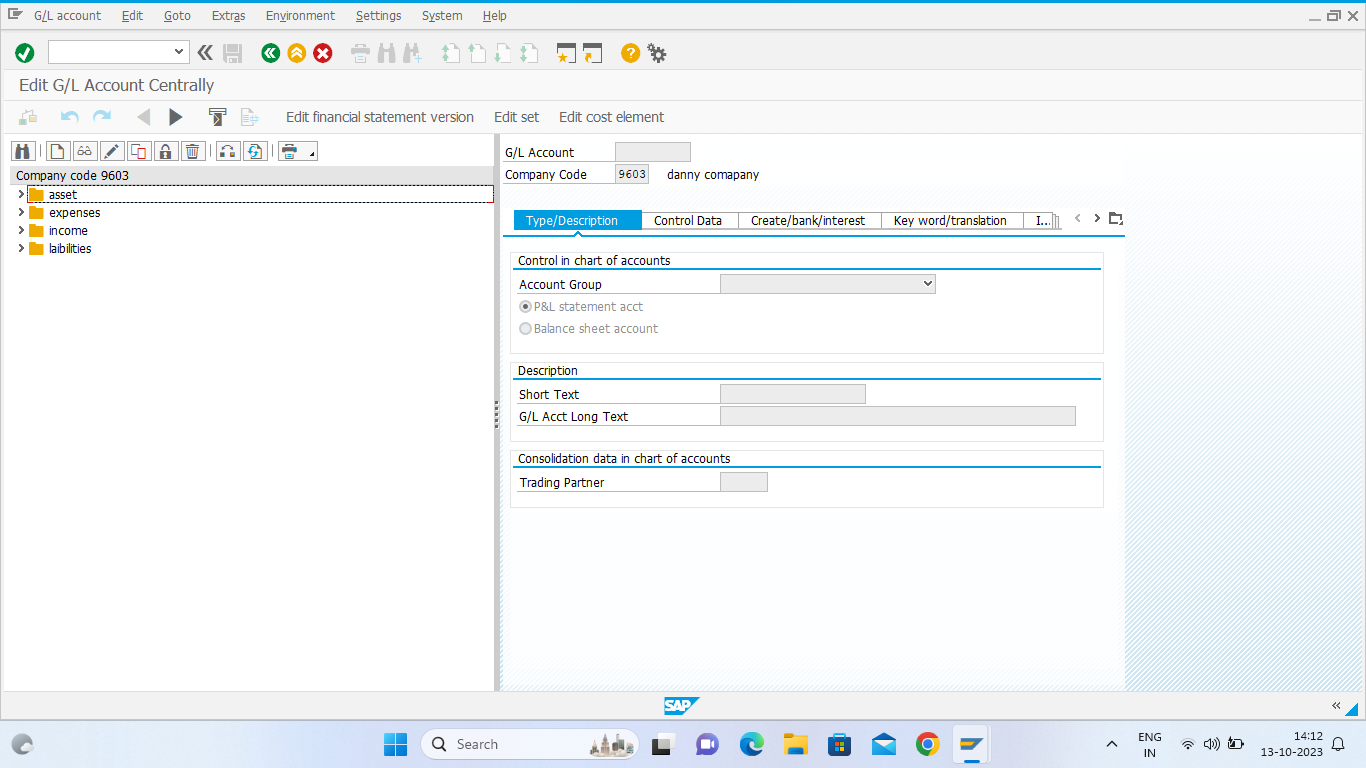 G/L account Edit Goto Extras Environment Settings System Help
Edit G/L Account Centrally
Edit financial statement version Edit set Edit cost element
Company code 9603
asset
expenses
income
laibilities
G/L Account
Company Code 9603 danny comapany
Type/Description Control Data Create/bank/interest Key word/translation I...
Control in chart of accounts
Account Group
P&L statement acct
Balance sheet account
Description
Short Text
G/L Acct Long Text
Consolidation data in chart of accounts
Trading Partner
SAP
Search
ENG
IN
14:12
13-10-2023